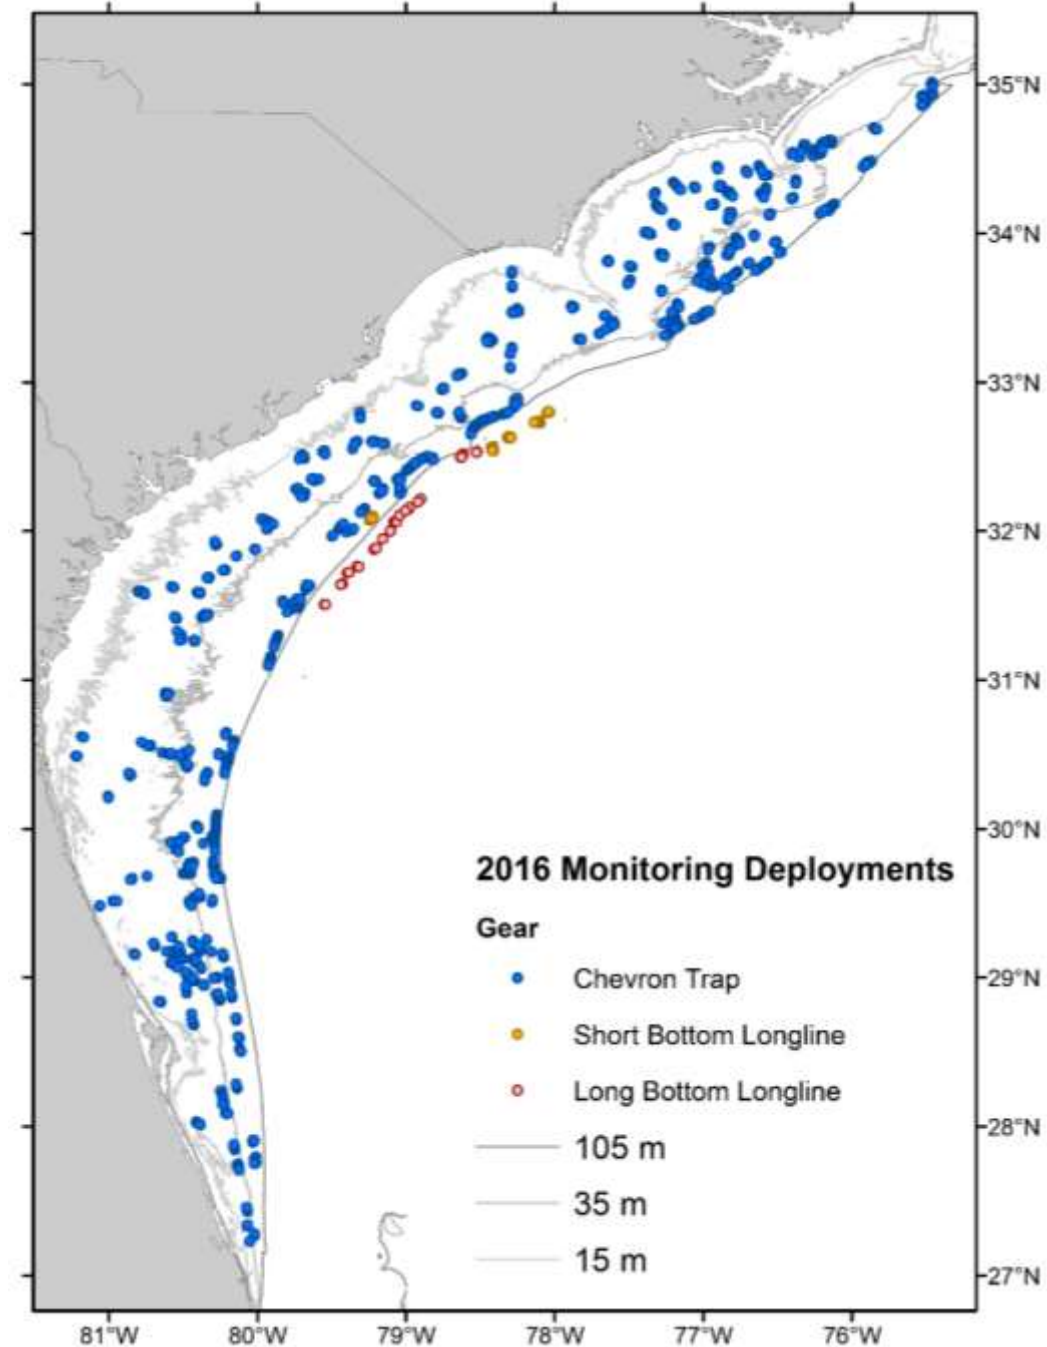 35°N
34°N
33°N
32°N
31°N
30°N
2016 Monitoring Deployments
Gear
Chevron Trap
29°N
Short Bottom Longline
Long Bottom Longline
28°N
105 m
35 m
15 m
27°N
81°W 80°W 79°W 78°W 77°W 76°W